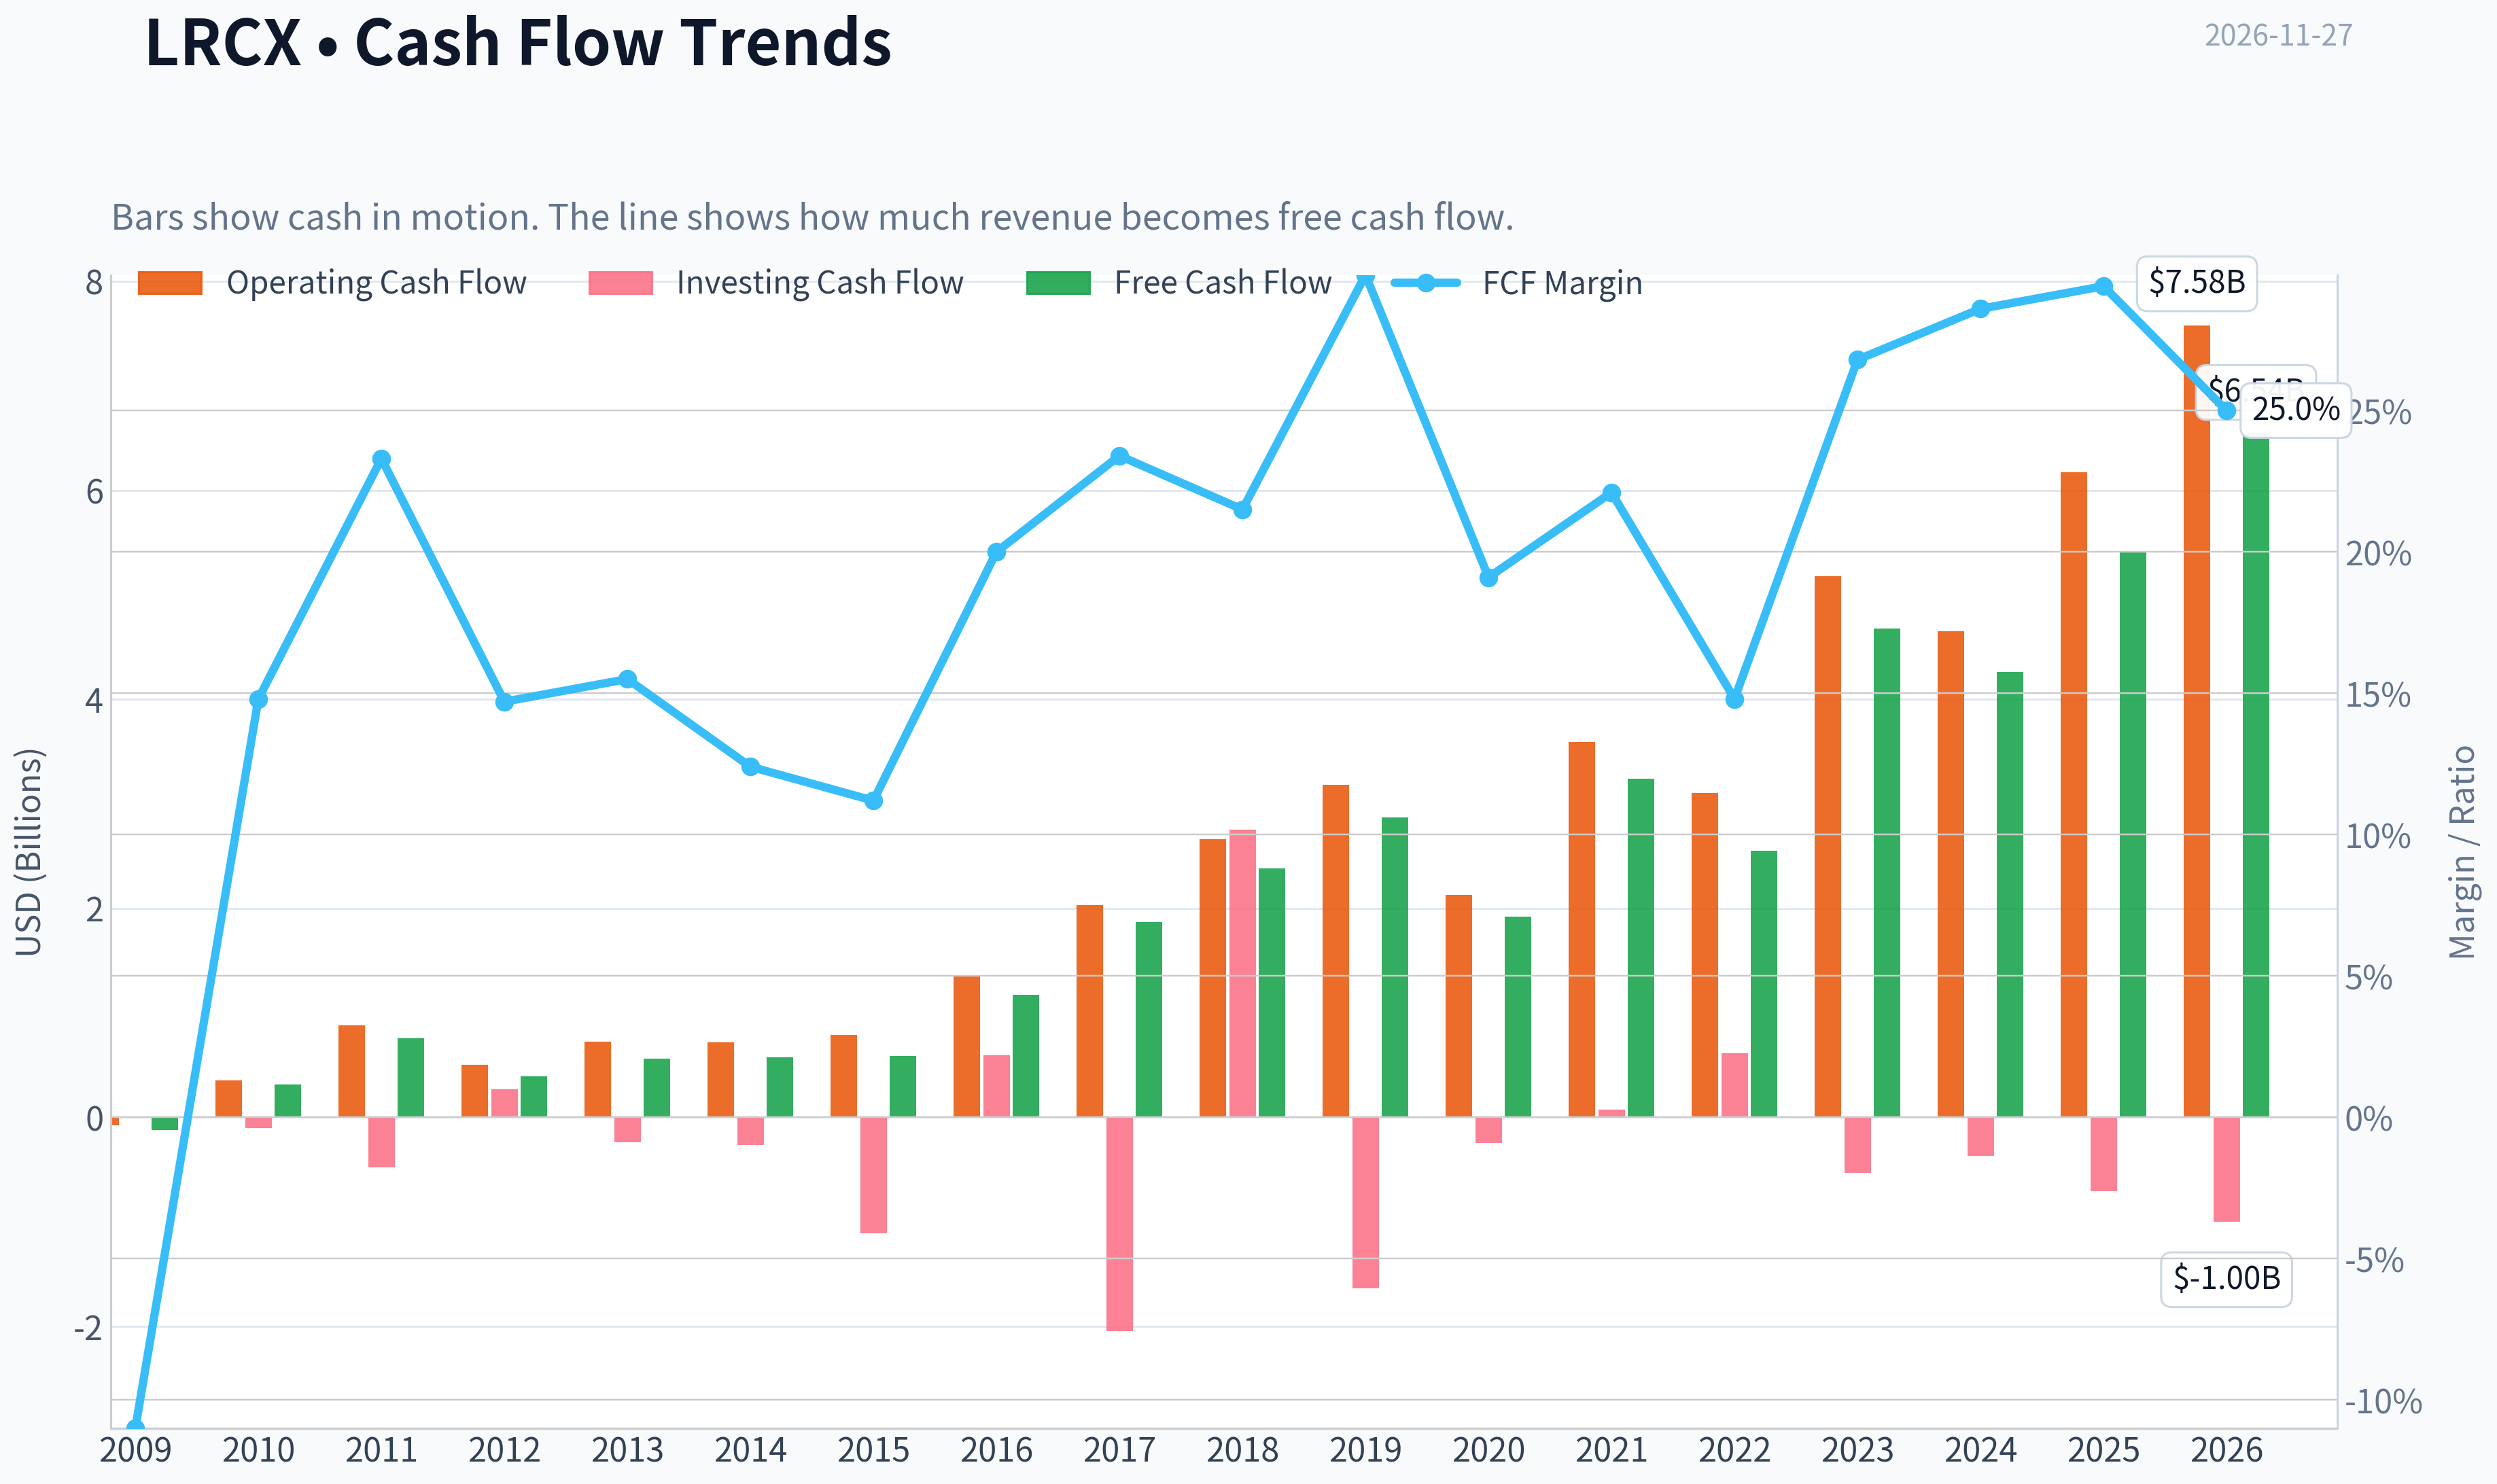 LRCX • Cash Flow Trends
2026-11-27
Bars show cash in motion. The line shows how much revenue becomes free cash flow.
Operating Cash Flow
Investing Cash Flow
Free Cash Flow
FCF Margin
USD (Billions)
8
6
4
2
0
-2
$7.58B
$6.54B
25.0%
$-1.00B
25%
20%
15%
10%
5%
0%
-5%
-10%
Margin / Ratio
2009 2010 2011 2012 2013 2014 2015 2016 2017 2018 2019 2020 2021 2022 2023 2024 2025 2026